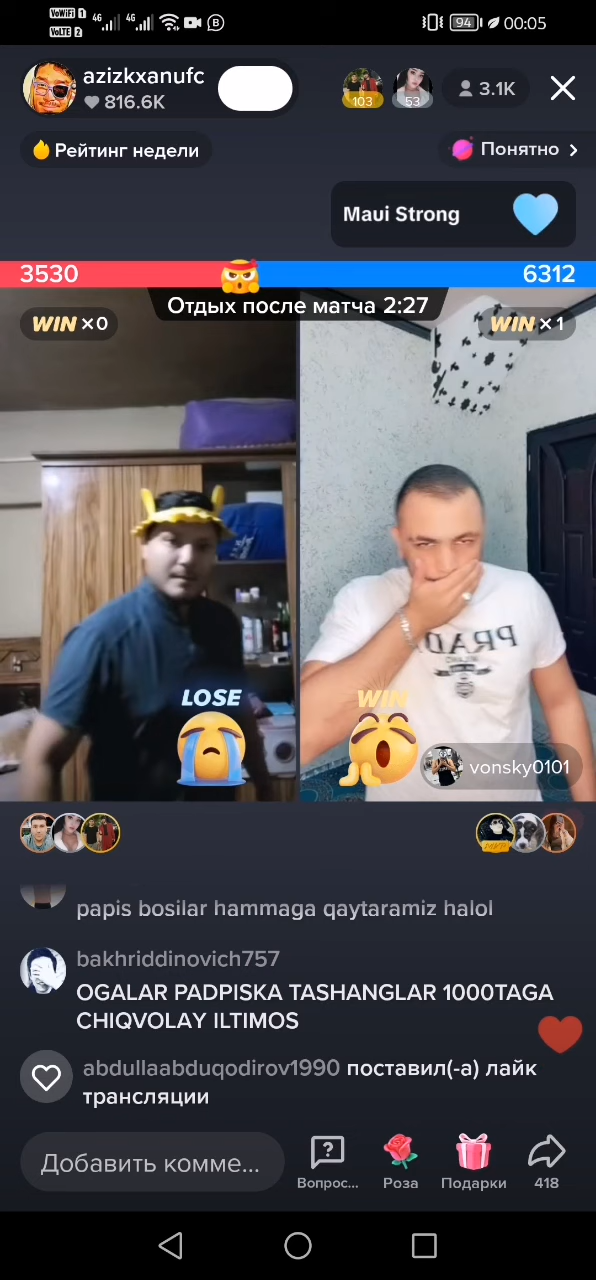 VoWiFi 1
VoLTE 2
4G
4G
94
00:05
azizkxanufc
816.6K
103
53
3.1K
Рейтинг недели
Понятно
Maui Strong
3530
6312
Отдых после матча 2:27
WIN ×0
WIN ×1
PRADA
LOSE
WIN
vonsky0101
MVP
papis bosilar hammaga qaytaramiz halol
bakhriddinovich757
OGALAR PADPISKA TASHANGLAR 1000TAGA
CHIQVOLAY ILTIMOS
abdullaabduqodirov1990 поставил(-а) лайк
трансляции
Добавить комме...
Вопрос...
Роза
Подарки
418